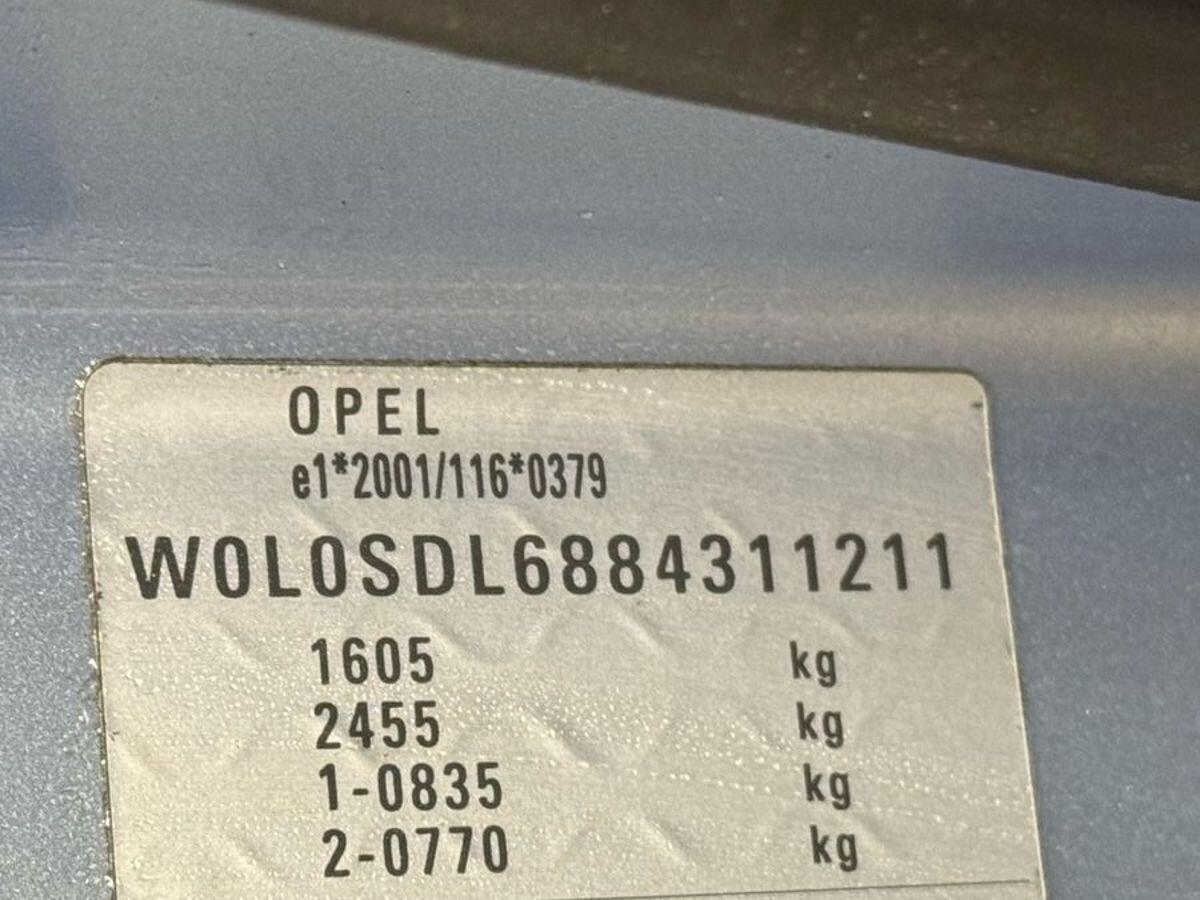 OPEL
e1*2001/116*0379
W0L0SDL6884311211
1605 kg
2455 kg
1-0835 kg
2-0770 kg